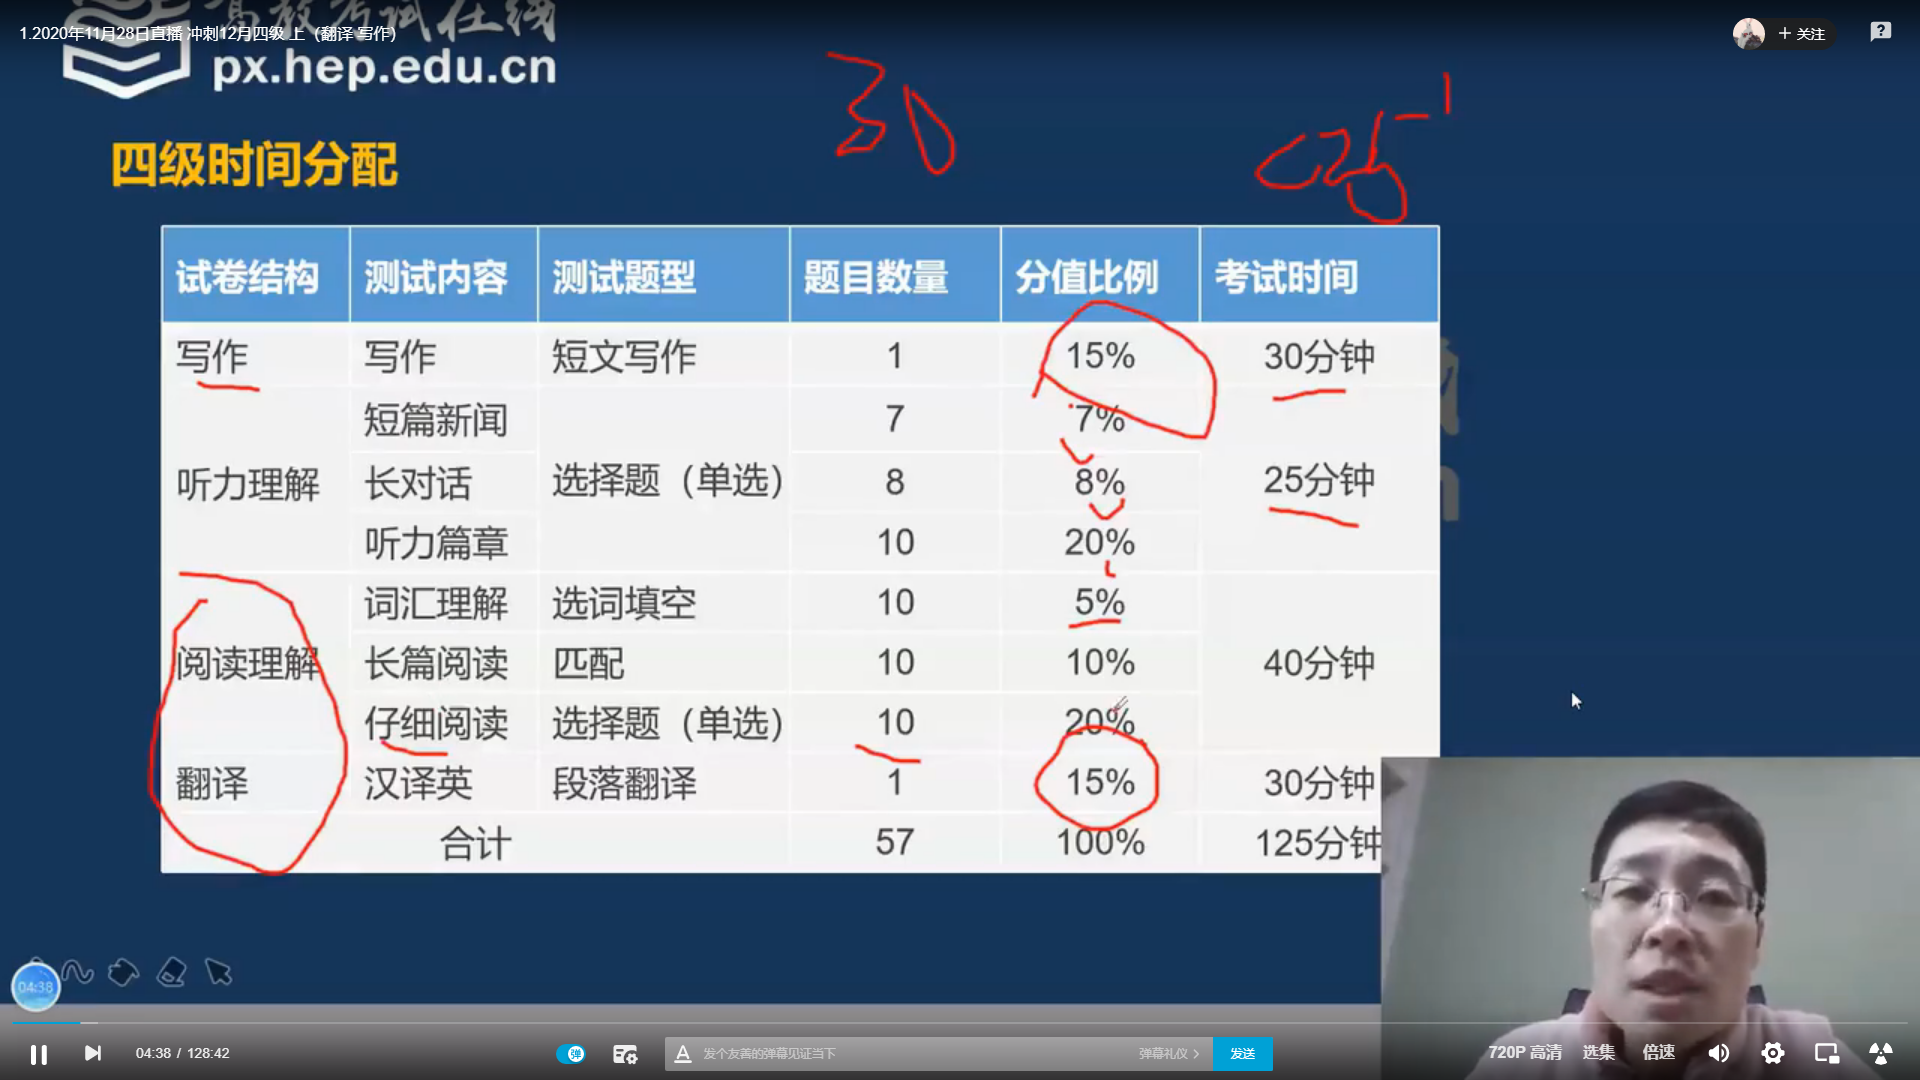 1.2020年11月28日直播 冲刺12月四级 上（翻译 写作）
+ 关注
高教考试在线
px.hep.edu.cn
30
四级时间分配
试卷结构 测试内容 测试题型 题目数量 分值比例 考试时间
写作 写作 短文写作 1 15% 30分钟
短篇新闻 7 7%
听力理解 长对话 选择题（单选） 8 8% 25分钟
听力篇章 10 20%
词汇理解 选词填空 10 5%
阅读理解 长篇阅读 匹配 10 10% 40分钟
仔细阅读 选择题（单选） 10 20%
翻译 汉译英 段落翻译 1 15% 30分钟
合计 57 100% 125分钟
04:38
04:38 / 128:42
弹
A 发个友善的弹幕见证当下 弹幕礼仪 > 发送
720P 高清 选集 倍速